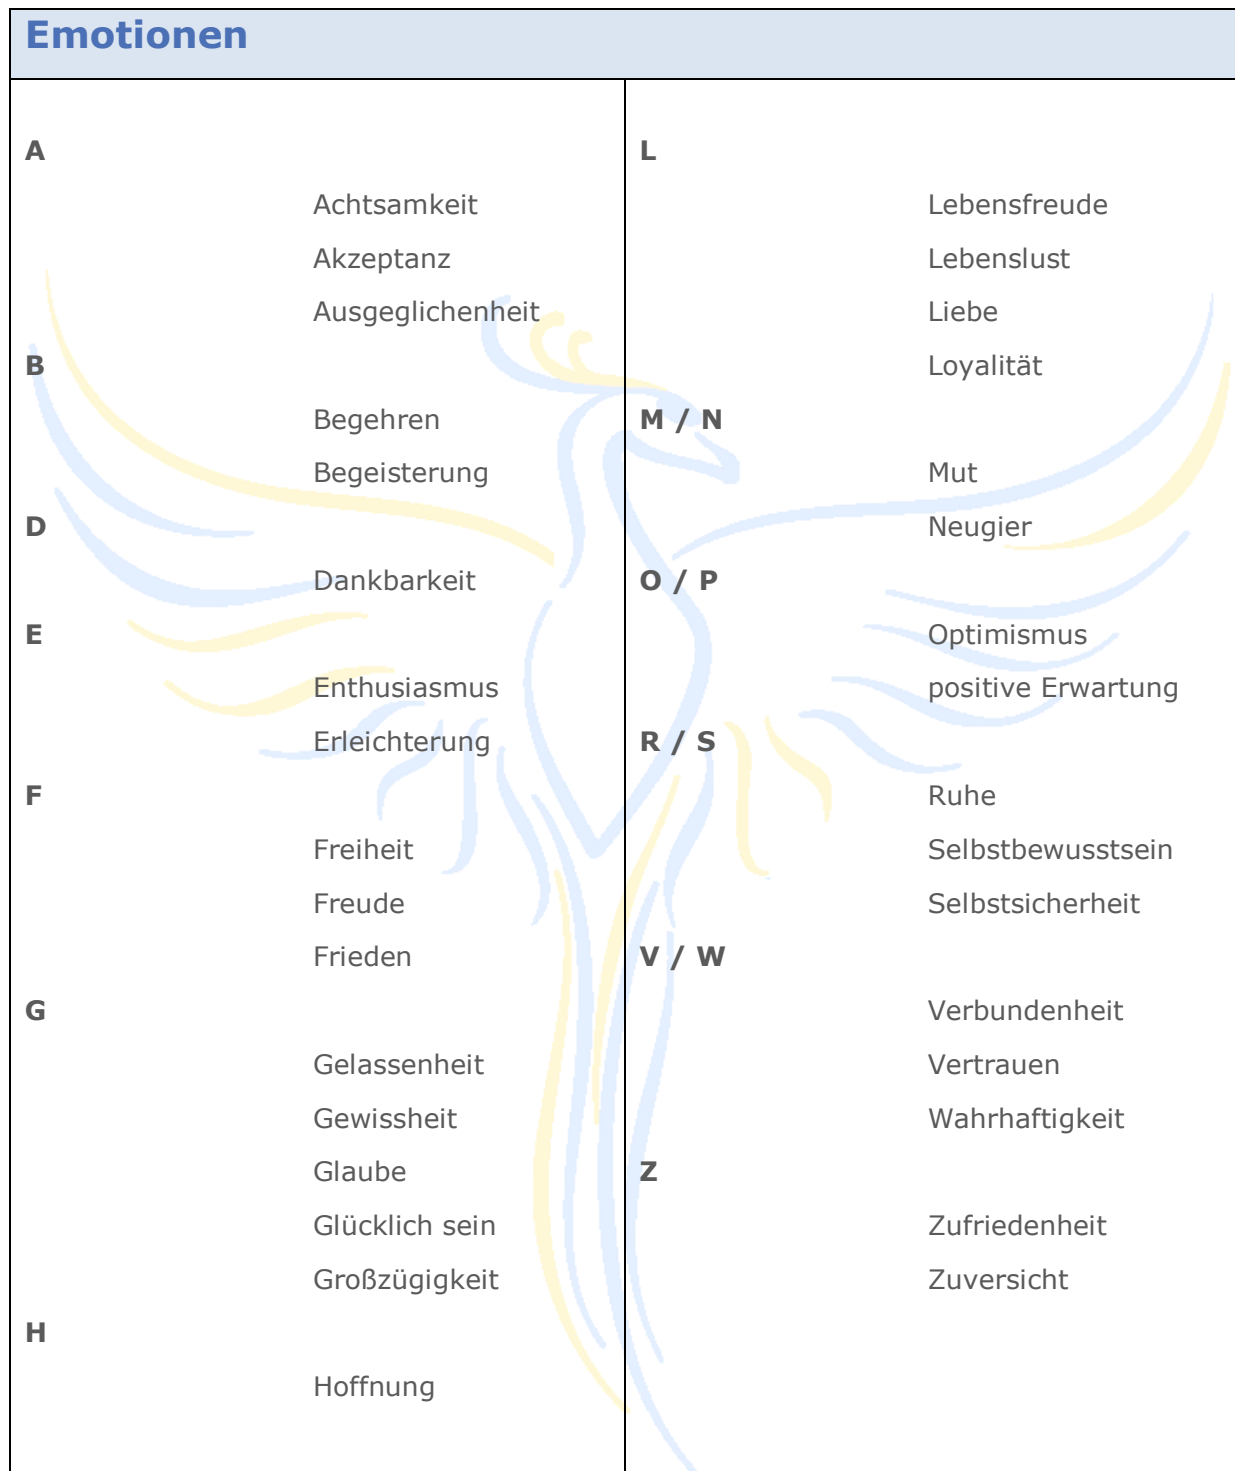 Emotionen
A
Achtsamkeit
Akzeptanz
Ausgeglichenheit
B
Begehren
Begeisterung
D
Dankbarkeit
E
Enthusiasmus
Erleichterung
F
Freiheit
Freude
Frieden
G
Gelassenheit
Gewissheit
Glaube
Glücklich sein
Großzügigkeit
H
Hoffnung
L
Lebensfreude
Lebenslust
Liebe
Loyalität
M / N
Mut
Neugier
O / P
Optimismus
positive Erwartung
R / S
Ruhe
Selbstbewusstsein
Selbstsicherheit
V / W
Verbundenheit
Vertrauen
Wahrhaftigkeit
Z
Zufriedenheit
Zuversicht